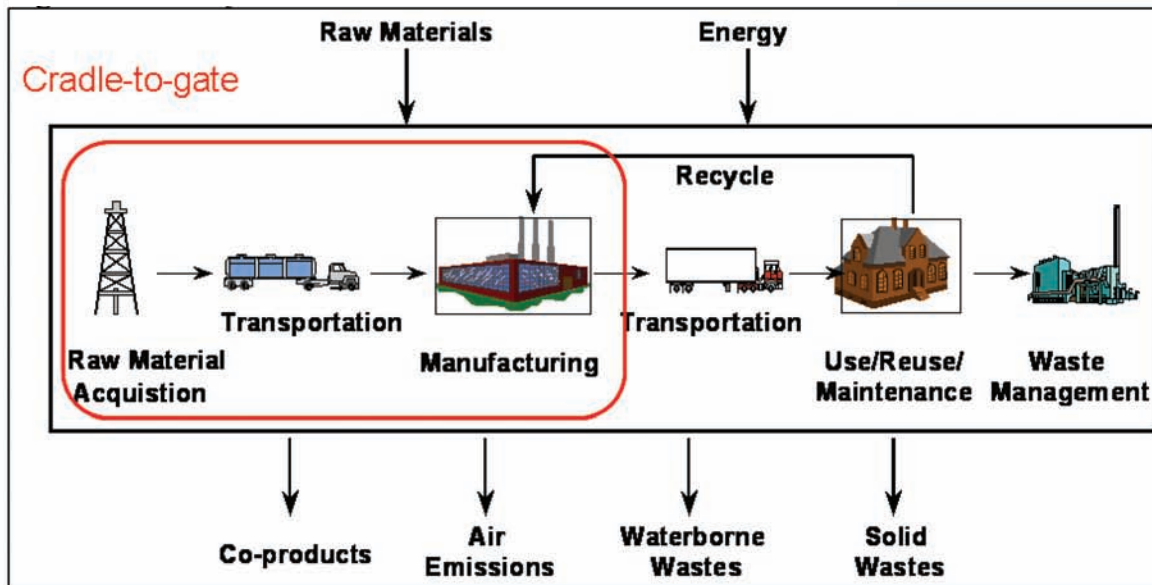 Raw Materials
Energy
Cradle-to-gate
Recycle
Transportation
Transportation
Raw Material
Acquistion
Manufacturing
Use/Reuse/
Maintenance
Waste
Management
Co-products
Air
Emissions
Waterborne
Wastes
Solid
Wastes